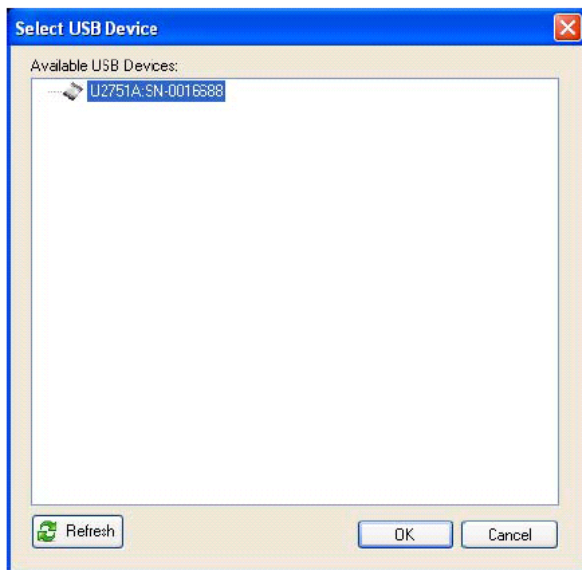 Select USB Device
Available USB Devices:
U2751A:SN-0016688
Refresh
OK
Cancel